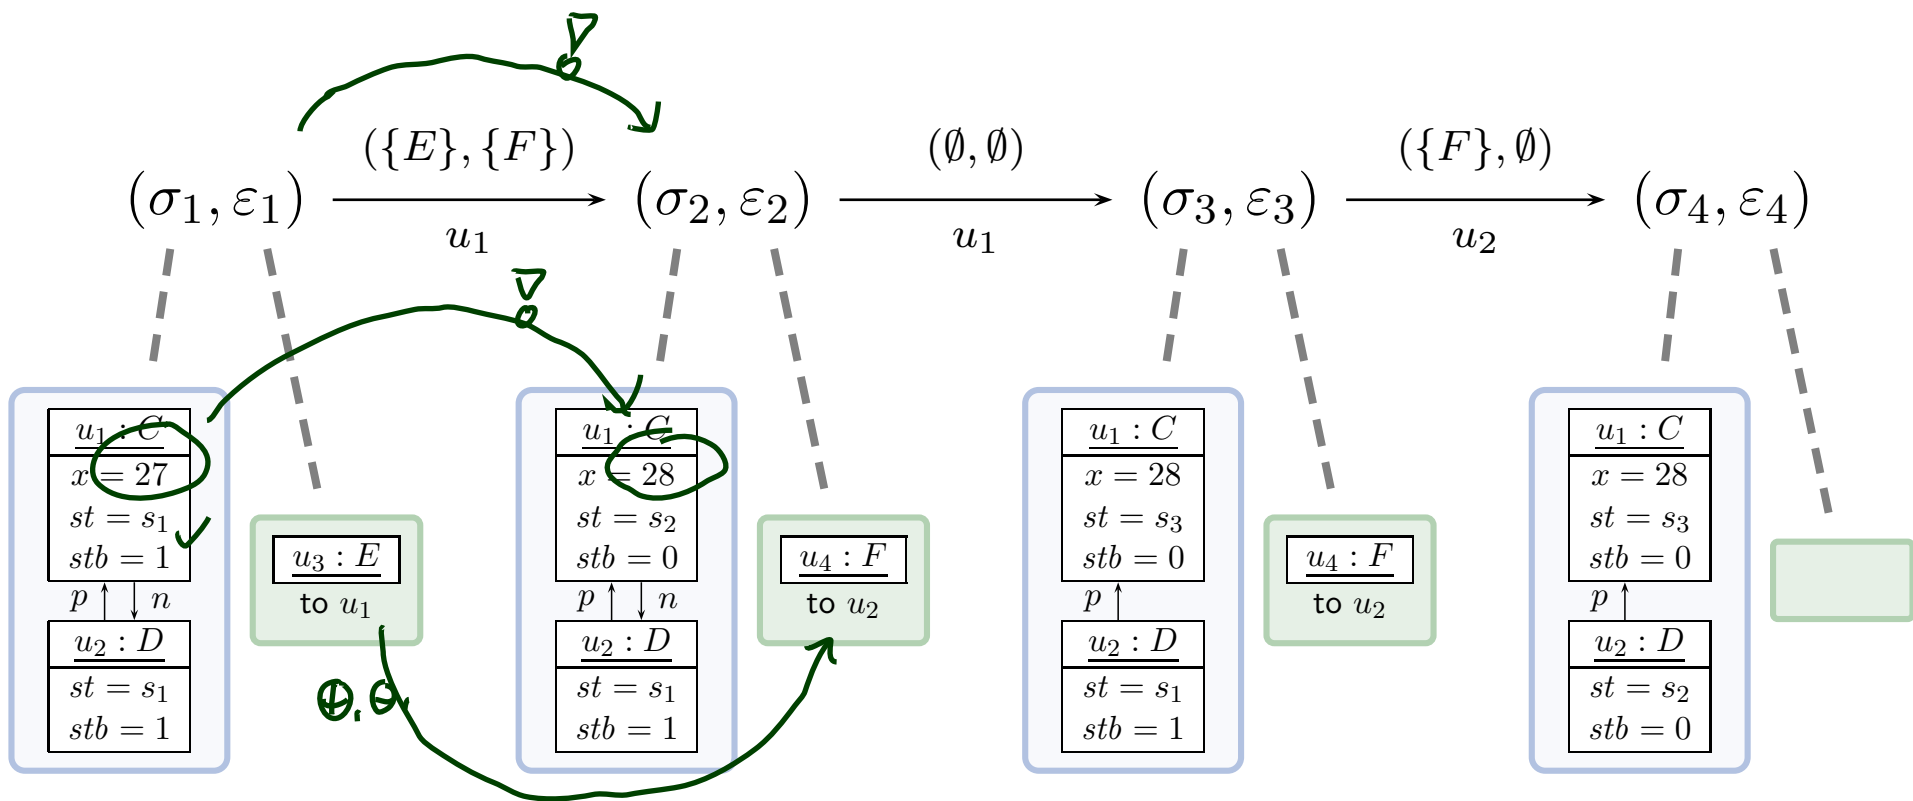 ({E}, {F}) (∅, ∅) ({F}, ∅)
(σ₁, ε₁) (σ₂, ε₂) (σ₃, ε₃) (σ₄, ε₄)
u₁ u₁ u₂
u₁ : C u₁ : C u₁ : C u₁ : C
x = 27 x = 28 x = 28 x = 28
st = s₁ st = s₂ st = s₃ st = s₃
stb = 1 u₃ : E stb = 0 u₄ : F stb = 0 u₄ : F stb = 0
p n to u₁ p n to u₂ p to u₂ p
u₂ : D u₂ : D u₂ : D u₂ : D
st = s₁ st = s₁ st = s₁ st = s₂
stb = 1 stb = 1 stb = 1 stb = 0